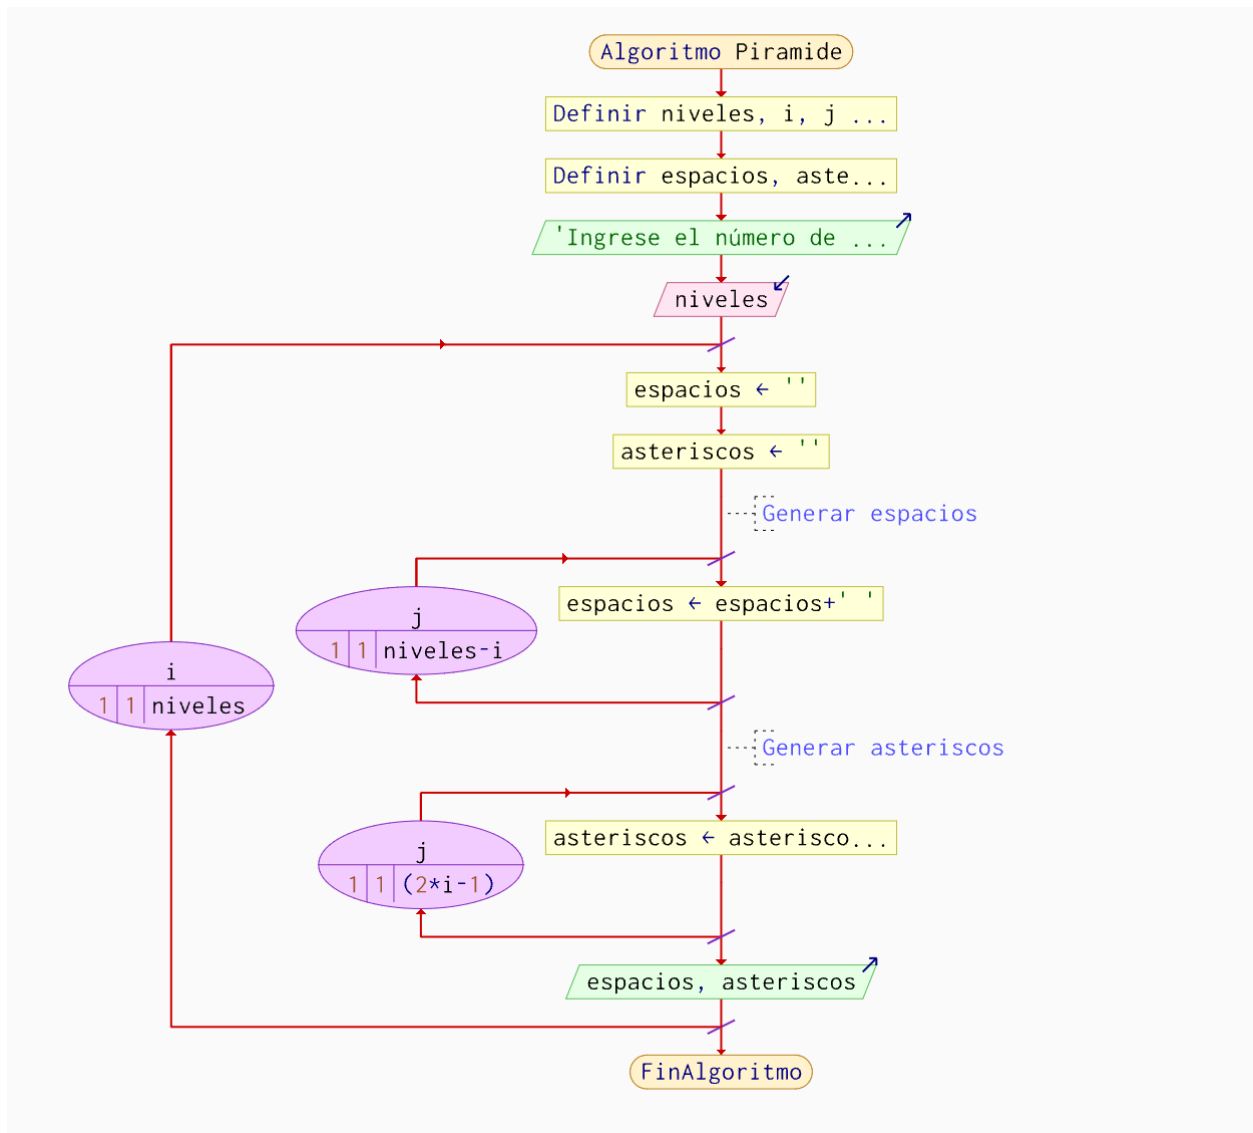 Algoritmo Piramide
Definir niveles, i, j ...
Definir espacios, aste...
'Ingrese el número de ...
niveles
espacios ← ''
asteriscos ← ''
Generar espacios
j
1 1 niveles-i
espacios ← espacios+' '
i
1 1 niveles
Generar asteriscos
j
1 1 (2*i-1)
asteriscos ← asterisco...
espacios, asteriscos
FinAlgoritmo